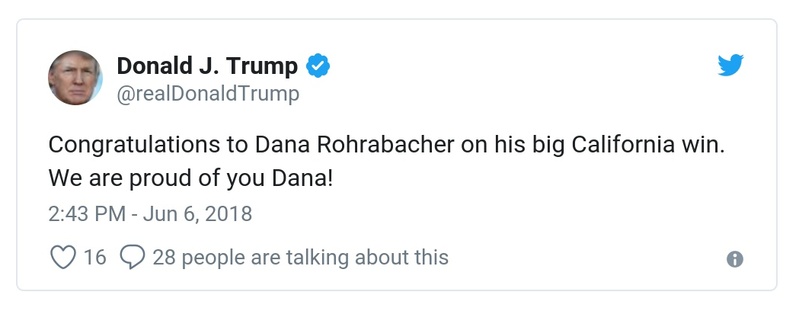 Donald J. Trump
@realDonaldTrump
Congratulations to Dana Rohrabacher on his big California win.
We are proud of you Dana!
2:43 PM - Jun 6, 2018
16 28 people are talking about this